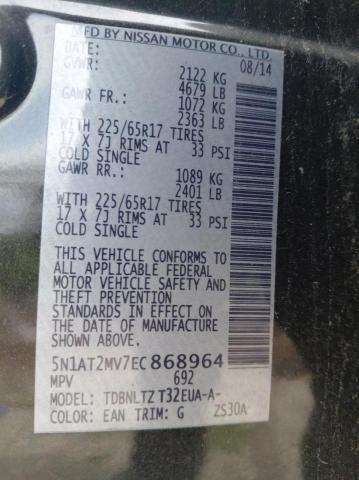 MFD BY NISSAN MOTOR CO., LTD.
DATE: 08/14
GVWR: 2122 KG
4679 LB
GAWR FR.: 1072 KG
2363 LB
WITH 225/65R17 TIRES
17 X 7J RIMS AT 33 PSI
COLD SINGLE
GAWR RR.: 1089 KG
2401 LB
WITH 225/65R17 TIRES
17 X 7J RIMS AT 33 PSI
COLD SINGLE
THIS VEHICLE CONFORMS TO
ALL APPLICABLE FEDERAL
MOTOR VEHICLE SAFETY AND
THEFT PREVENTION
STANDARDS IN EFFECT ON
THE DATE OF MANUFACTURE
SHOWN ABOVE.
5N1AT2MV7EC868964
MPV 692
MODEL: TDBNLTZ T32EUA-A-
COLOR: EAN TRIM: G ZS30A